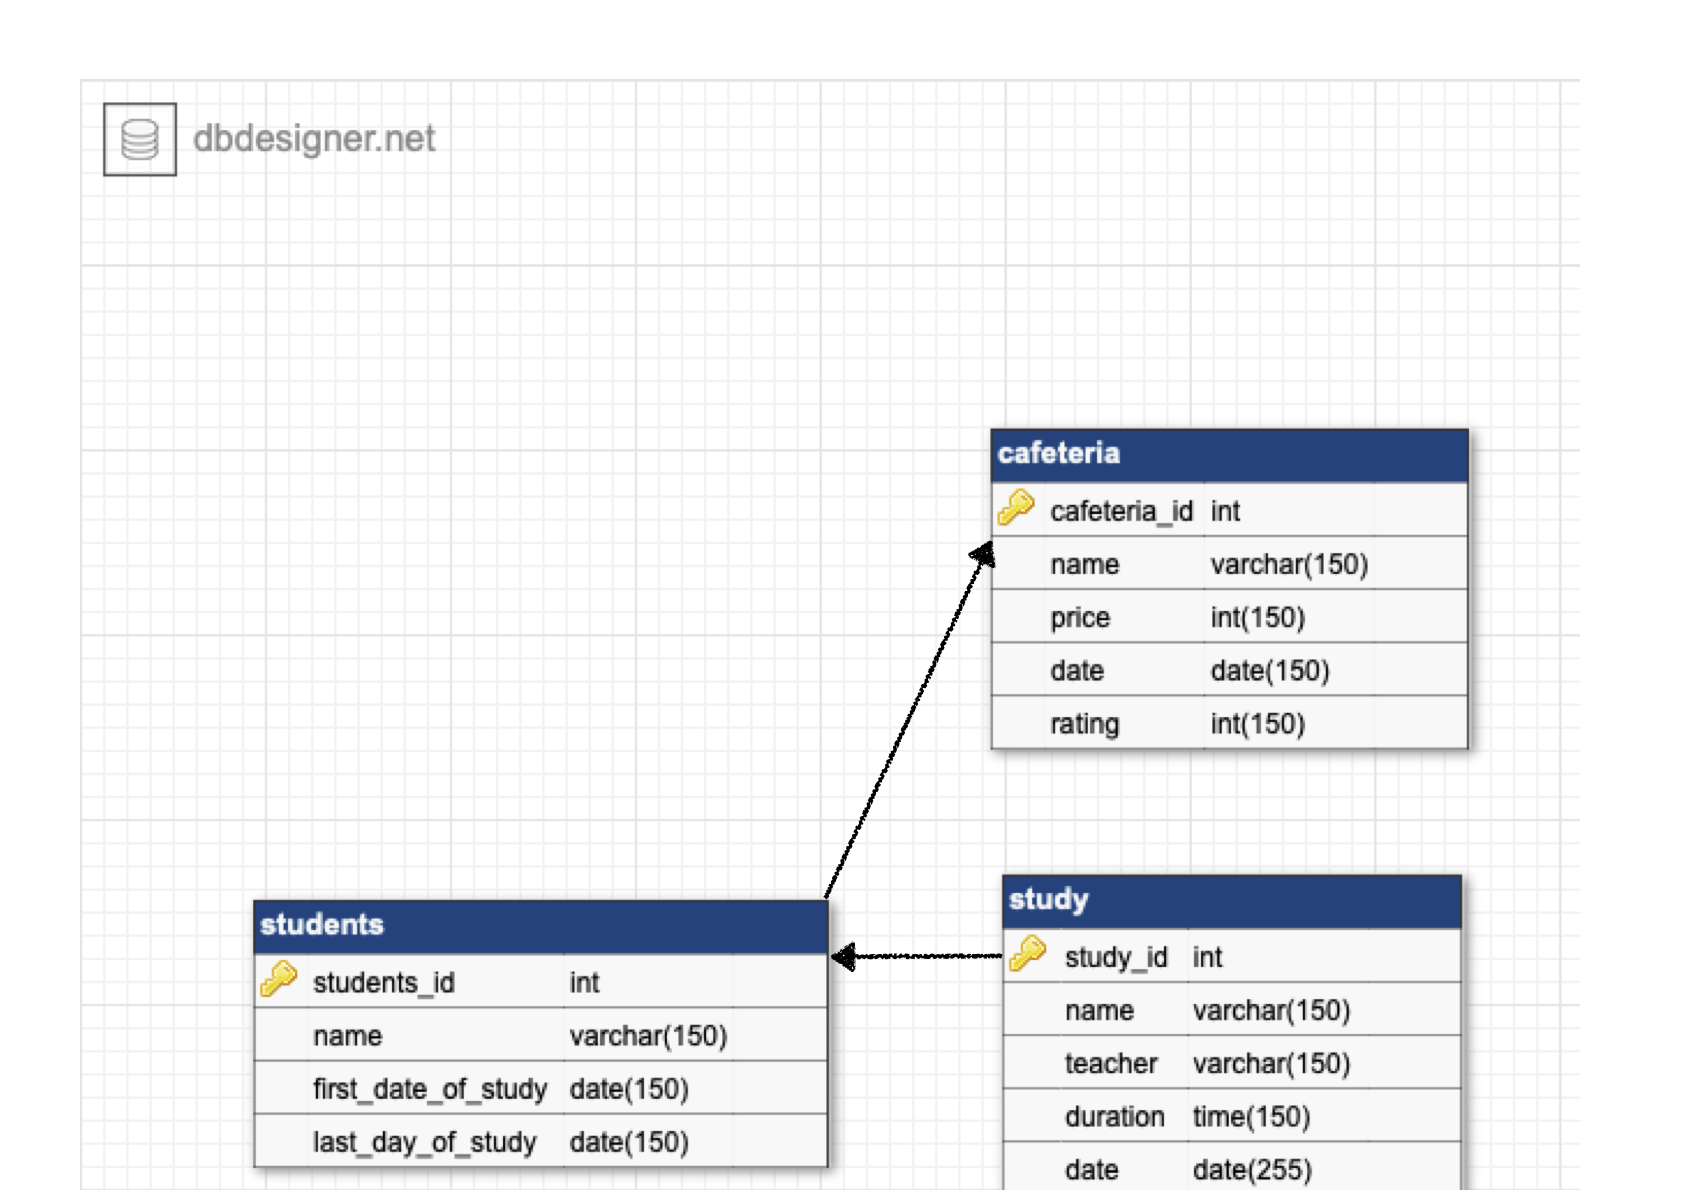 dbdesigner.net
cafeteria
cafeteria_id int
name varchar(150)
price int(150)
date date(150)
rating int(150)
students
students_id int
name varchar(150)
first_date_of_study date(150)
last_day_of_study date(150)
study
study_id int
name varchar(150)
teacher varchar(150)
duration time(150)
date date(255)